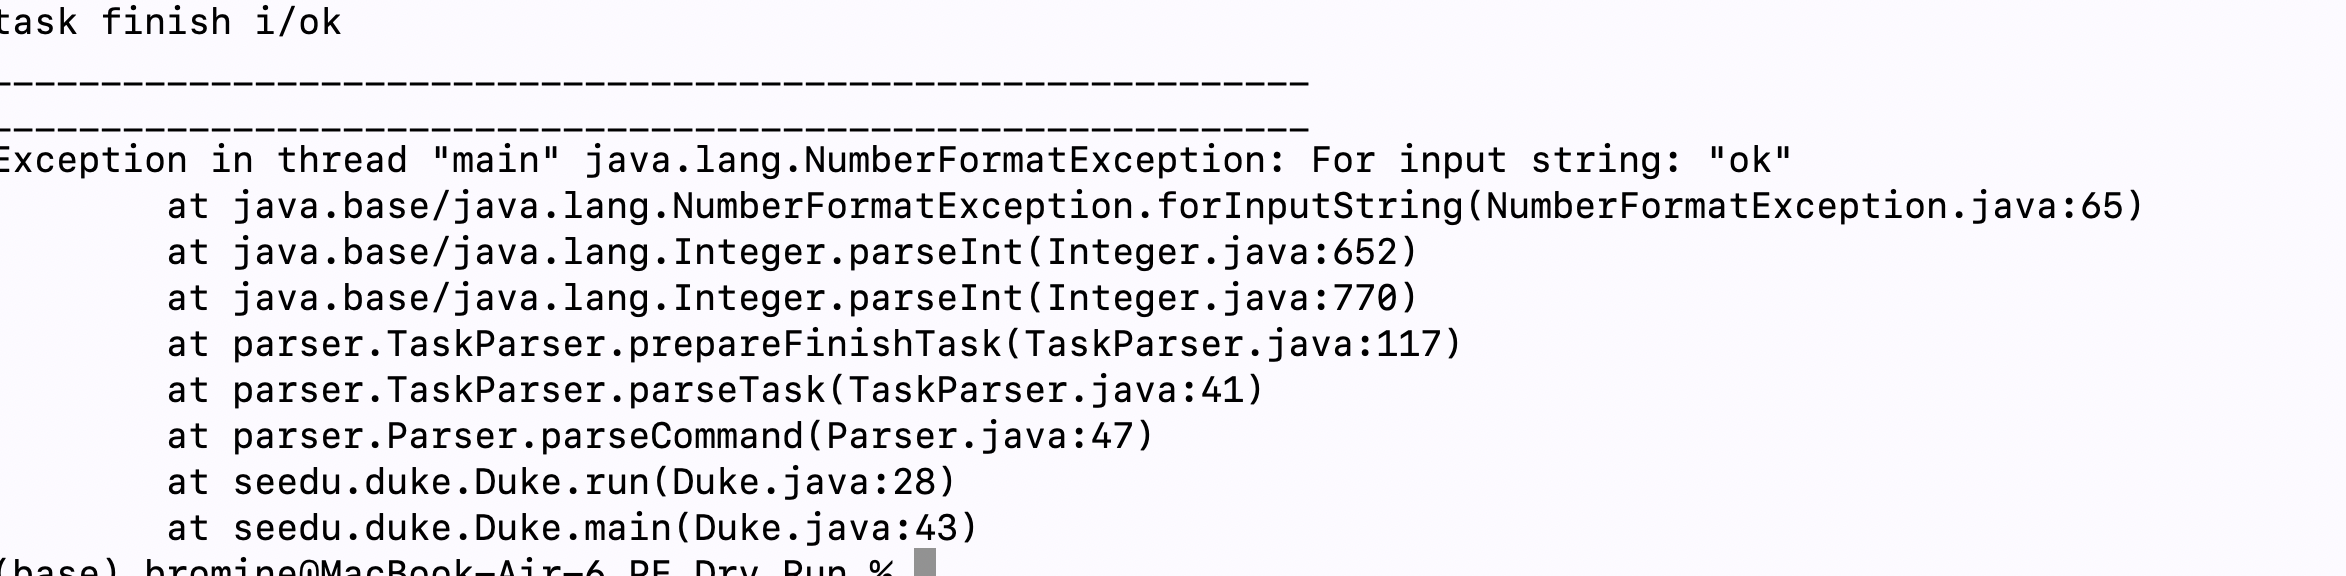 task finish i/ok
____________________________________________________________
____________________________________________________________
Exception in thread "main" java.lang.NumberFormatException: For input string: "ok"
at java.base/java.lang.NumberFormatException.forInputString(NumberFormatException.java:65)
at java.base/java.lang.Integer.parseInt(Integer.java:652)
at java.base/java.lang.Integer.parseInt(Integer.java:770)
at parser.TaskParser.prepareFinishTask(TaskParser.java:117)
at parser.TaskParser.parseTask(TaskParser.java:41)
at parser.Parser.parseCommand(Parser.java:47)
at seedu.duke.Duke.run(Duke.java:28)
at seedu.duke.Duke.main(Duke.java:43)
(base) bromine@MacBook-Air-6 PE Dry Run %